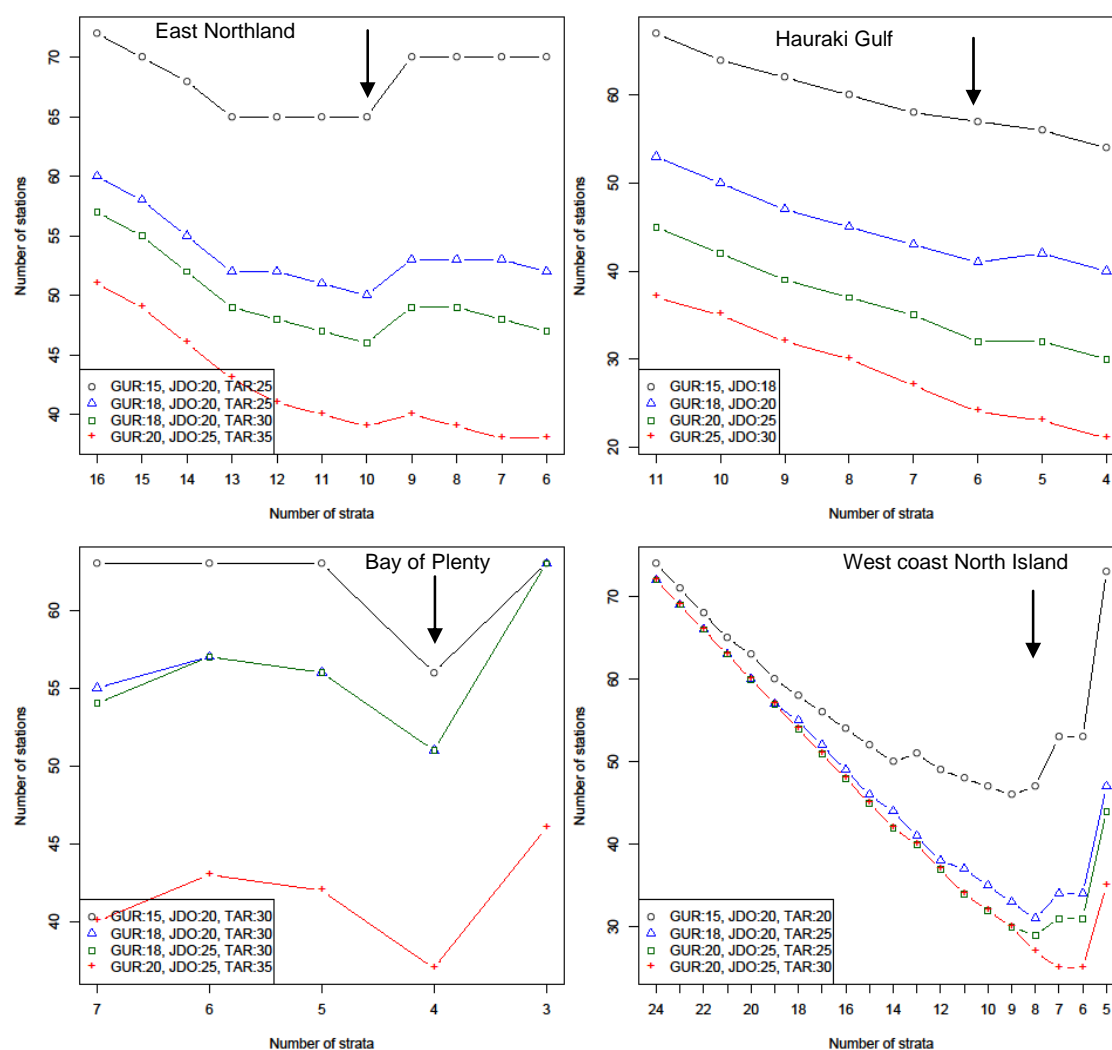 East Northland
Number of stations
70
65
60
55
50
45
40
GUR:15, JDO:20, TAR:25
GUR:18, JDO:20, TAR:25
GUR:18, JDO:20, TAR:30
GUR:20, JDO:25, TAR:35
16 15 14 13 12 11 10 9 8 7 6
Number of strata
Hauraki Gulf
Number of stations
60
50
40
30
20
GUR:15, JDO:18
GUR:18, JDO:20
GUR:20, JDO:25
GUR:25, JDO:30
11 10 9 8 7 6 5 4
Number of strata
Bay of Plenty
Number of stations
60
55
50
45
40
GUR:15, JDO:20, TAR:30
GUR:18, JDO:20, TAR:30
GUR:18, JDO:25, TAR:30
GUR:20, JDO:25, TAR:35
7 6 5 4 3
Number of strata
West coast North Island
Number of stations
70
60
50
40
30
GUR:15, JDO:20, TAR:20
GUR:18, JDO:20, TAR:25
GUR:20, JDO:25, TAR:25
GUR:20, JDO:25, TAR:30
24 22 20 18 16 14 12 10 9 8 7 6 5
Number of strata